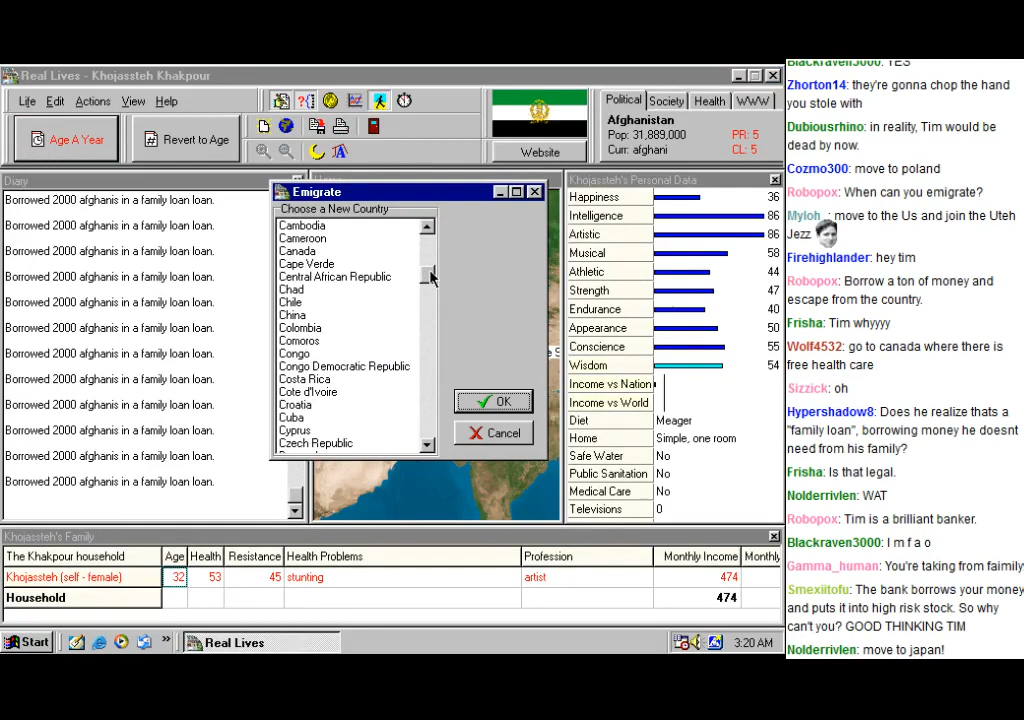 Real Lives - Khojassteh Khakpour
Life Edit Actions View Help
Age A Year
Revert to Age
Website
Political Society Health WWW
Afghanistan
Pop: 31,889,000 PR: 5
Curr: afghani CL: 5
Diary
Borrowed 2000 afghanis in a family loan loan.
Borrowed 2000 afghanis in a family loan loan.
Borrowed 2000 afghanis in a family loan loan.
Borrowed 2000 afghanis in a family loan loan.
Borrowed 2000 afghanis in a family loan loan.
Borrowed 2000 afghanis in a family loan loan.
Borrowed 2000 afghanis in a family loan loan.
Borrowed 2000 afghanis in a family loan loan.
Borrowed 2000 afghanis in a family loan loan.
Borrowed 2000 afghanis in a family loan loan.
Borrowed 2000 afghanis in a family loan loan.
Borrowed 2000 afghanis in a family loan loan.
Emigrate
Choose a New Country
Cambodia
Cameroon
Canada
Cape Verde
Central African Republic
Chad
Chile
China
Colombia
Comoros
Congo
Congo Democratic Republic
Costa Rica
Cote d'Ivoire
Croatia
Cuba
Cyprus
Czech Republic
OK
Cancel
Khojassteh's Personal Data
Happiness 36
Intelligence 86
Artistic 86
Musical 58
Athletic 44
Strength 47
Endurance 40
Appearance 50
Conscience 55
Wisdom 54
Income vs Nation
Income vs World
Diet Meager
Home Simple, one room
Safe Water No
Public Sanitation No
Medical Care No
Televisions 0
Khojassteh's Family
The Khakpour household Age Health Resistance Health Problems Profession Monthly Income Monthly
Khojassteh (self - female) 32 53 45 stunting artist 474
Household 474
Start
Real Lives
3:20 AM
Blackraven3000: YES
Zhorton14: they're gonna chop the hand
you stole with
Dubiousrhino: in reality, Tim would be
dead by now.
Cozmo300: move to poland
Robopox: When can you emigrate?
Myloh_: move to the Us and join the Uteh
Jezz
Firehighlander: hey tim
Robopox: Borrow a ton of money and
escape from the country.
Frisha: Tim whyyyy
Wolf4532: go to canada where there is
free health care
Sizzick: oh
Hypershadow8: Does he realize thats a
"family loan", borrowing money he doesnt
need from his family?
Frisha: Is that legal.
Nolderrivlen: WAT
Robopox: Tim is a brilliant banker.
Blackraven3000: l m f a o
Gamma_human: You're taking from faimily
Smexiitofu: The bank borrows your money
and puts it into high risk stock. So why
can't you? GOOD THINKING TIM
Nolderrivlen: move to japan!